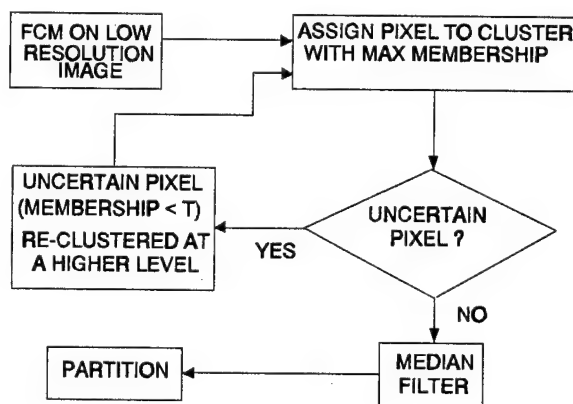 FCM ON LOW
RESOLUTION
IMAGE
ASSIGN PIXEL TO CLUSTER
WITH MAX MEMBERSHIP
UNCERTAIN PIXEL
(MEMBERSHIP < T)
RE-CLUSTERED AT
A HIGHER LEVEL
YES
UNCERTAIN
PIXEL ?
NO
MEDIAN
FILTER
PARTITION